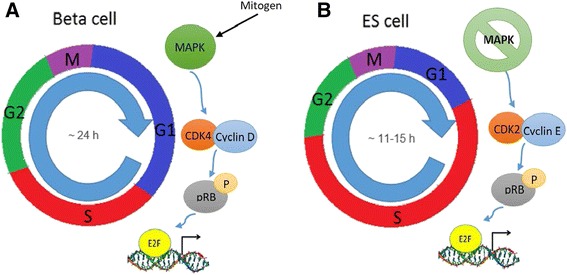 A
Beta cell
Mitogen
MAPK
M
G2
G1
S
~ 24 h
CDK4
Cyclin D
pRB
P
E2F
B
ES cell
MAPK
M
G2
G1
S
~ 11-15 h
CDK2
Cyclin E
pRB
P
E2F